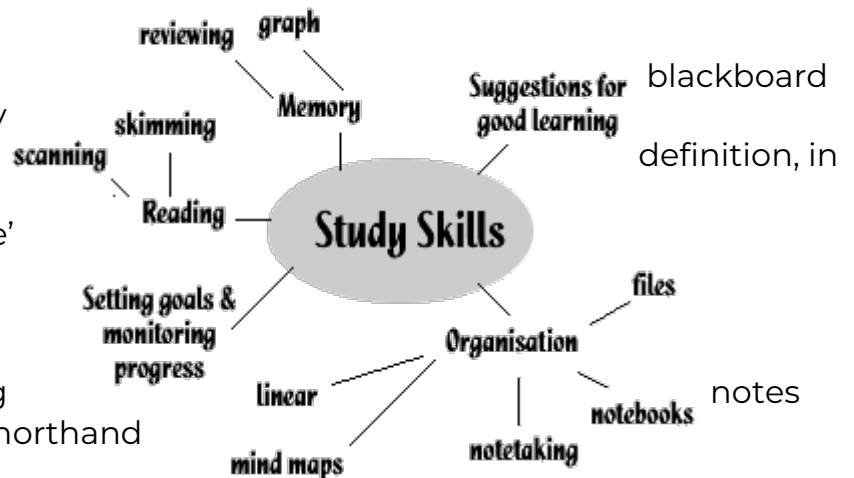 reviewing
graph
Memory
Suggestions for
good learning
blackboard
skimming
scanning
definition, in
Reading
Study Skills
Setting goals &
monitoring
progress
files
Organisation
linear
notes
notebooks
mind maps
notetaking